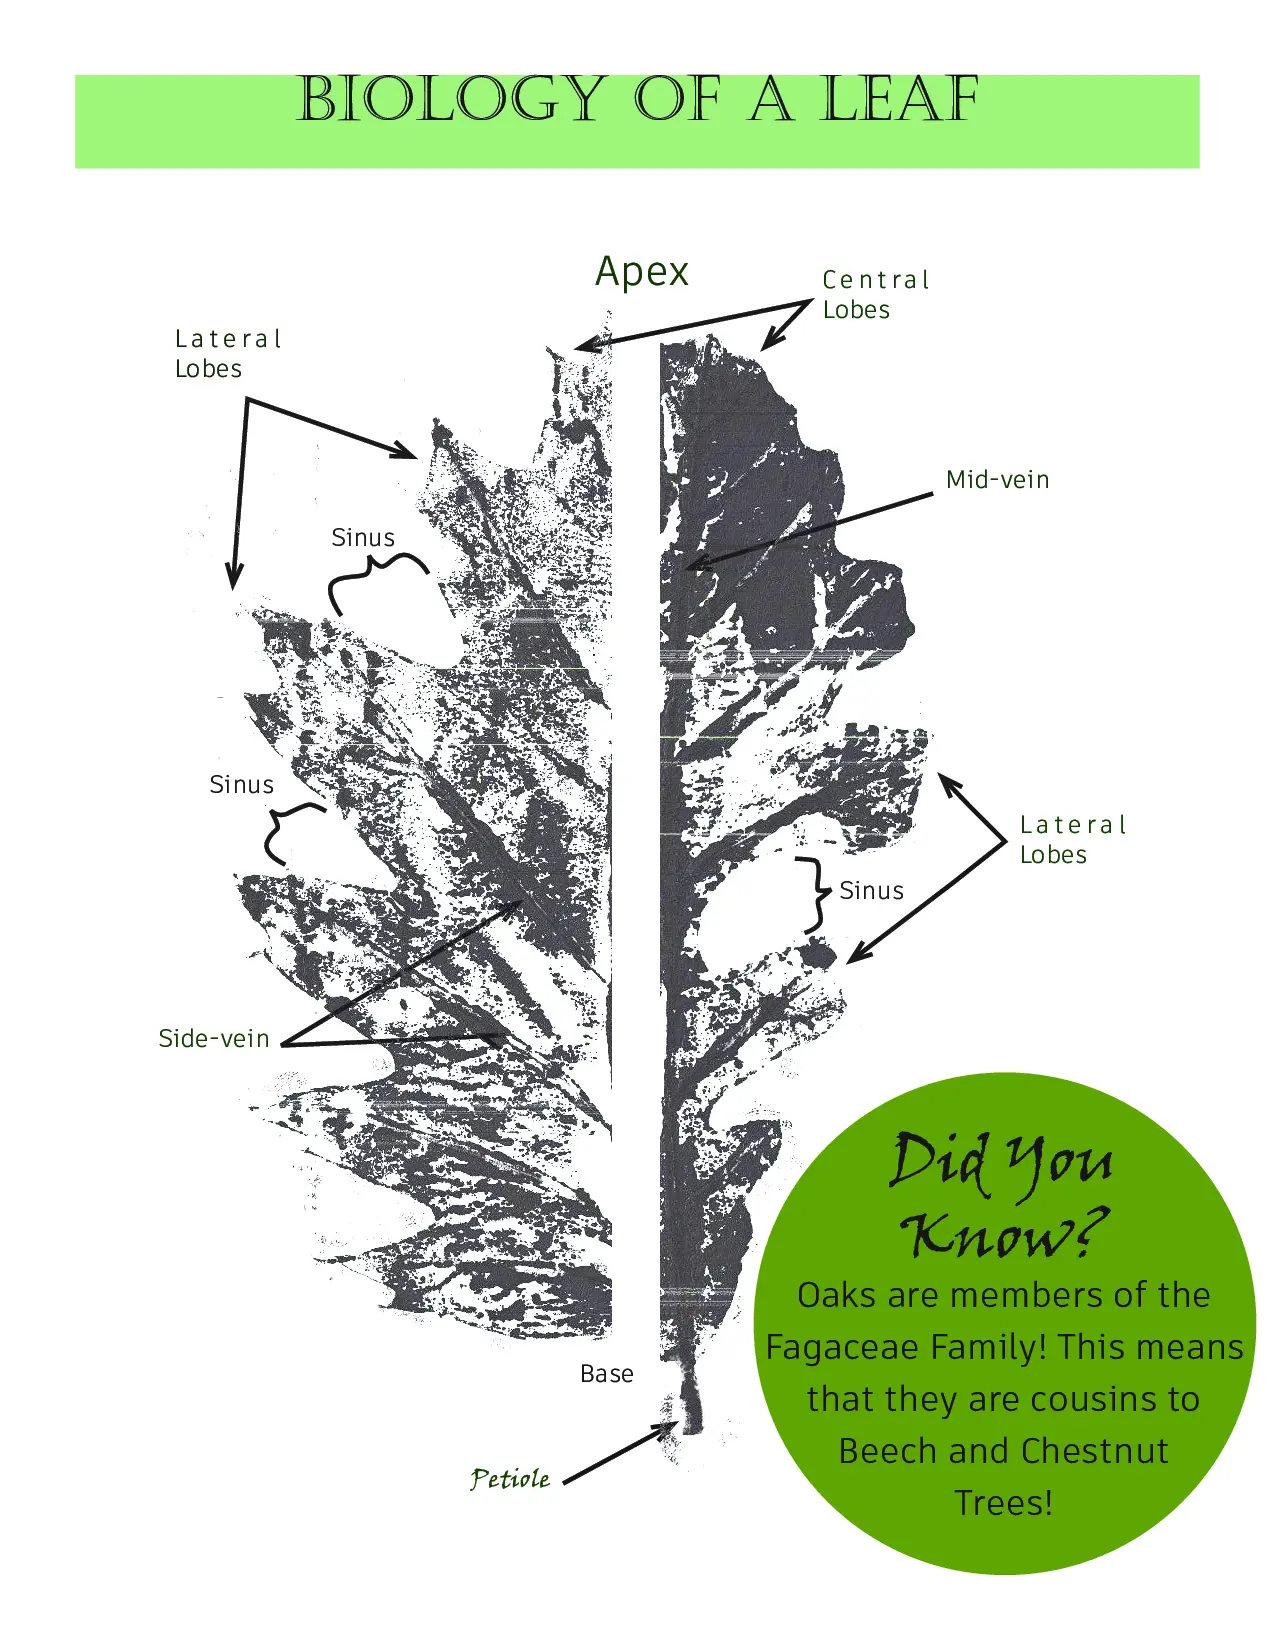 BIOLOGY OF A LEAF
Apex
Central
Lobes
Lateral
Lobes
Mid-vein
Sinus
Sinus
Lateral
Lobes
Sinus
Side-vein
Did You
Know?
Oaks are members of the
Fagaceae Family! This means
that they are cousins to
Beech and Chestnut
Trees!
Base
Petiole